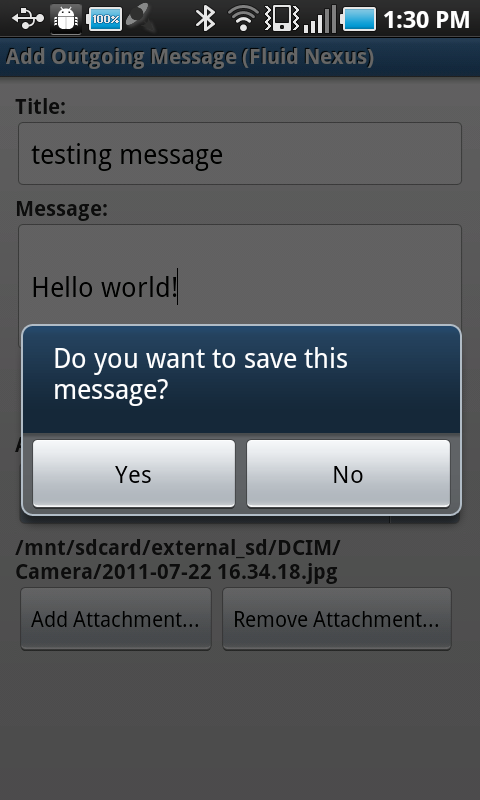 100%
1:30 PM
Add Outgoing Message (Fluid Nexus)
Title:
testing message
Message:
Hello world!
Do you want to save this
message?
Yes
No
/mnt/sdcard/external_sd/DCIM/
Camera/2011-07-22 16.34.18.jpg
Add Attachment...
Remove Attachment...